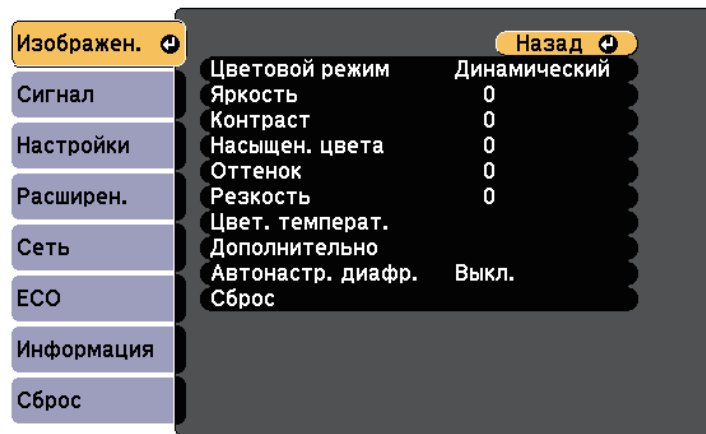 Изображен.
Сигнал
Настройки
Расширен.
Сеть
ECO
Информация
Сброс
Назад
Цветовой режим Динамический
Яркость 0
Контраст 0
Насыщен. цвета 0
Оттенок 0
Резкость 0
Цвет. температ.
Дополнительно
Автонастр. диафр. Выкл.
Сброс